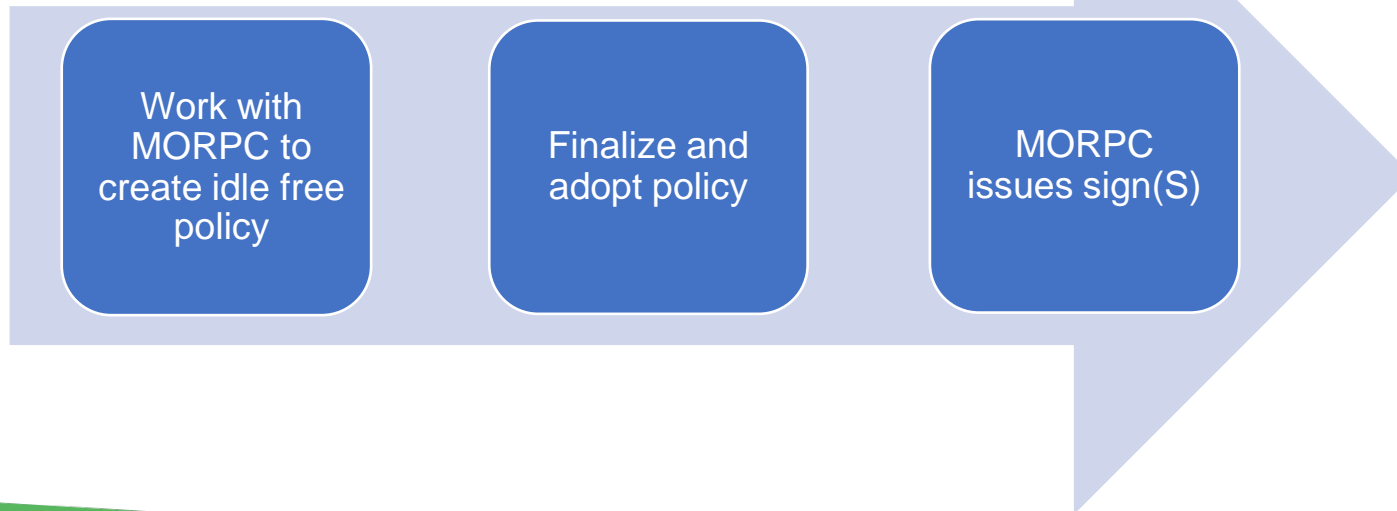 Work with
MORPC to
create idle free
policy
Finalize and
adopt policy
MORPC
issues sign(S)